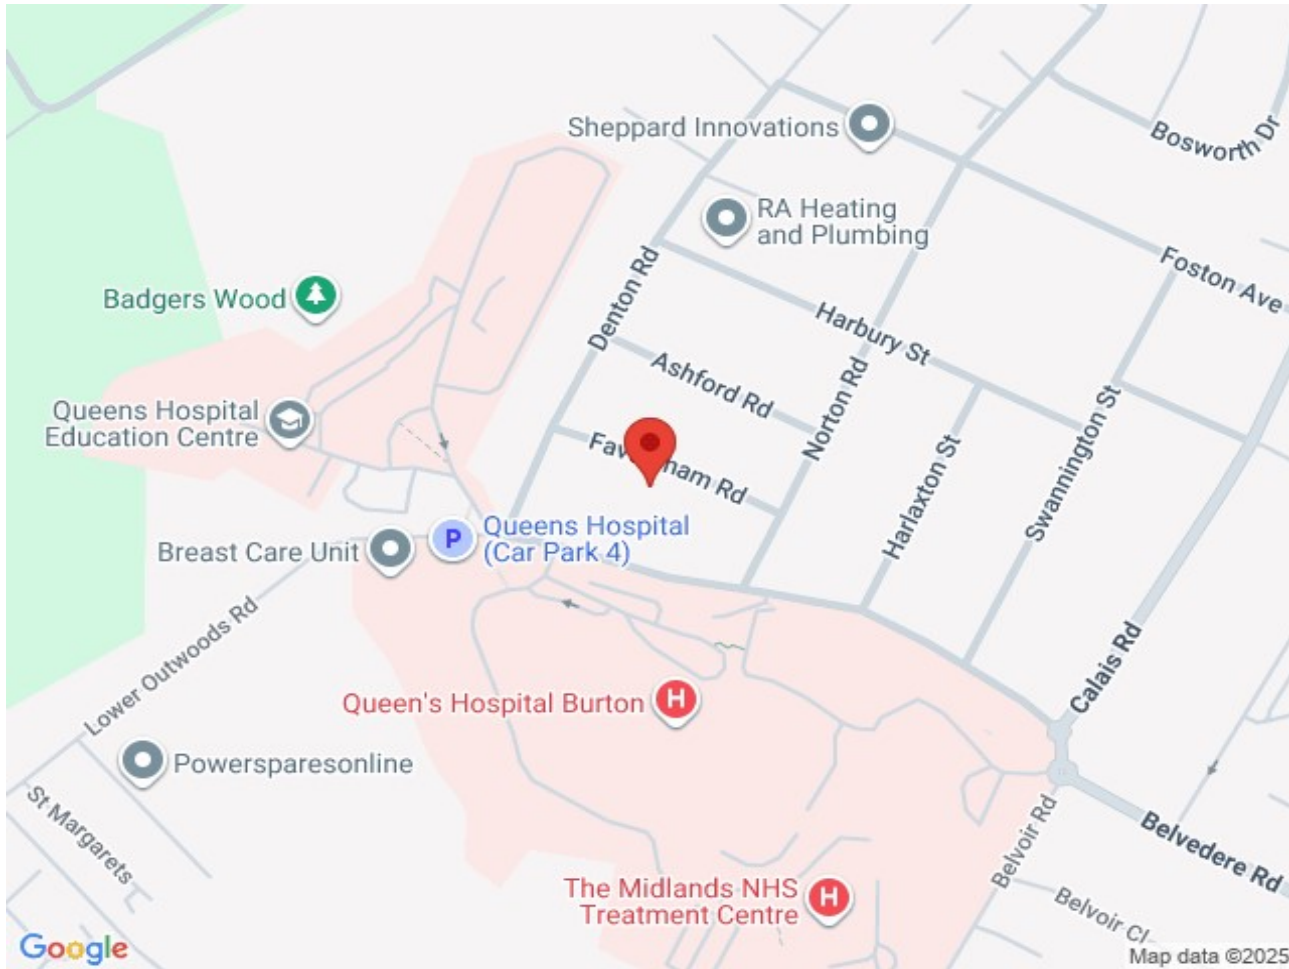 Sheppard Innovations
Bosworth Dr
RA Heating
and Plumbing
Denton Rd
Foston Ave
Badgers Wood
Harbury St
Ashford Rd
Norton Rd
Queens Hospital
Education Centre
Swannington St
Harlaxton St
Rd
Queens Hospital
(Car Park 4)
P
Breast Care Unit
Lower Outwoods Rd
Calais Rd
Queen's Hospital Burton
H
Powersparesonline
St Margarets
Belvoir Rd
Belvedere Rd
The Midlands NHS
Treatment Centre
H
Belvoir Cl
Google
Map data ©2025